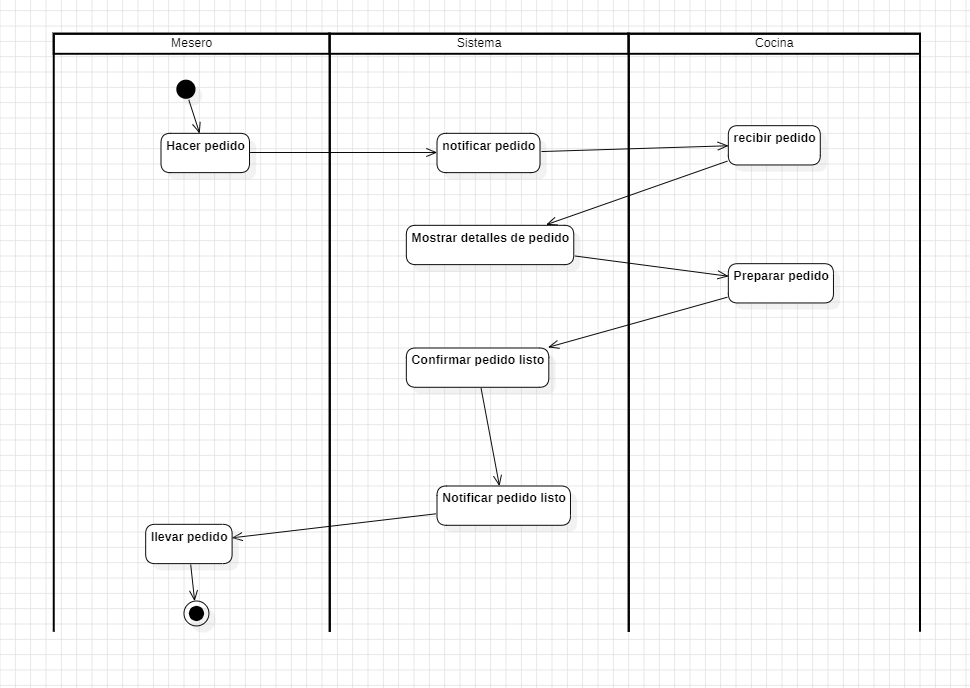 Mesero
Sistema
Cocina
Hacer pedido
notificar pedido
recibir pedido
Mostrar detalles de pedido
Preparar pedido
Confirmar pedido listo
Notificar pedido listo
llevar pedido